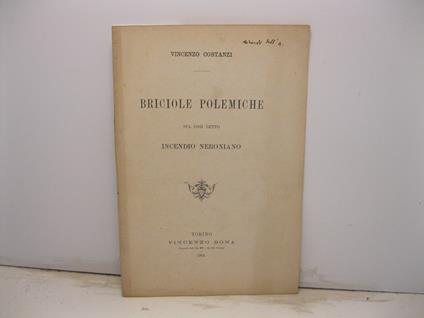 VINCENZO COSTANZI
BRICIOLE POLEMICHE
SUL COSÌ DETTO
INCENDIO NERONIANO
TORINO
VINCENZO BONA